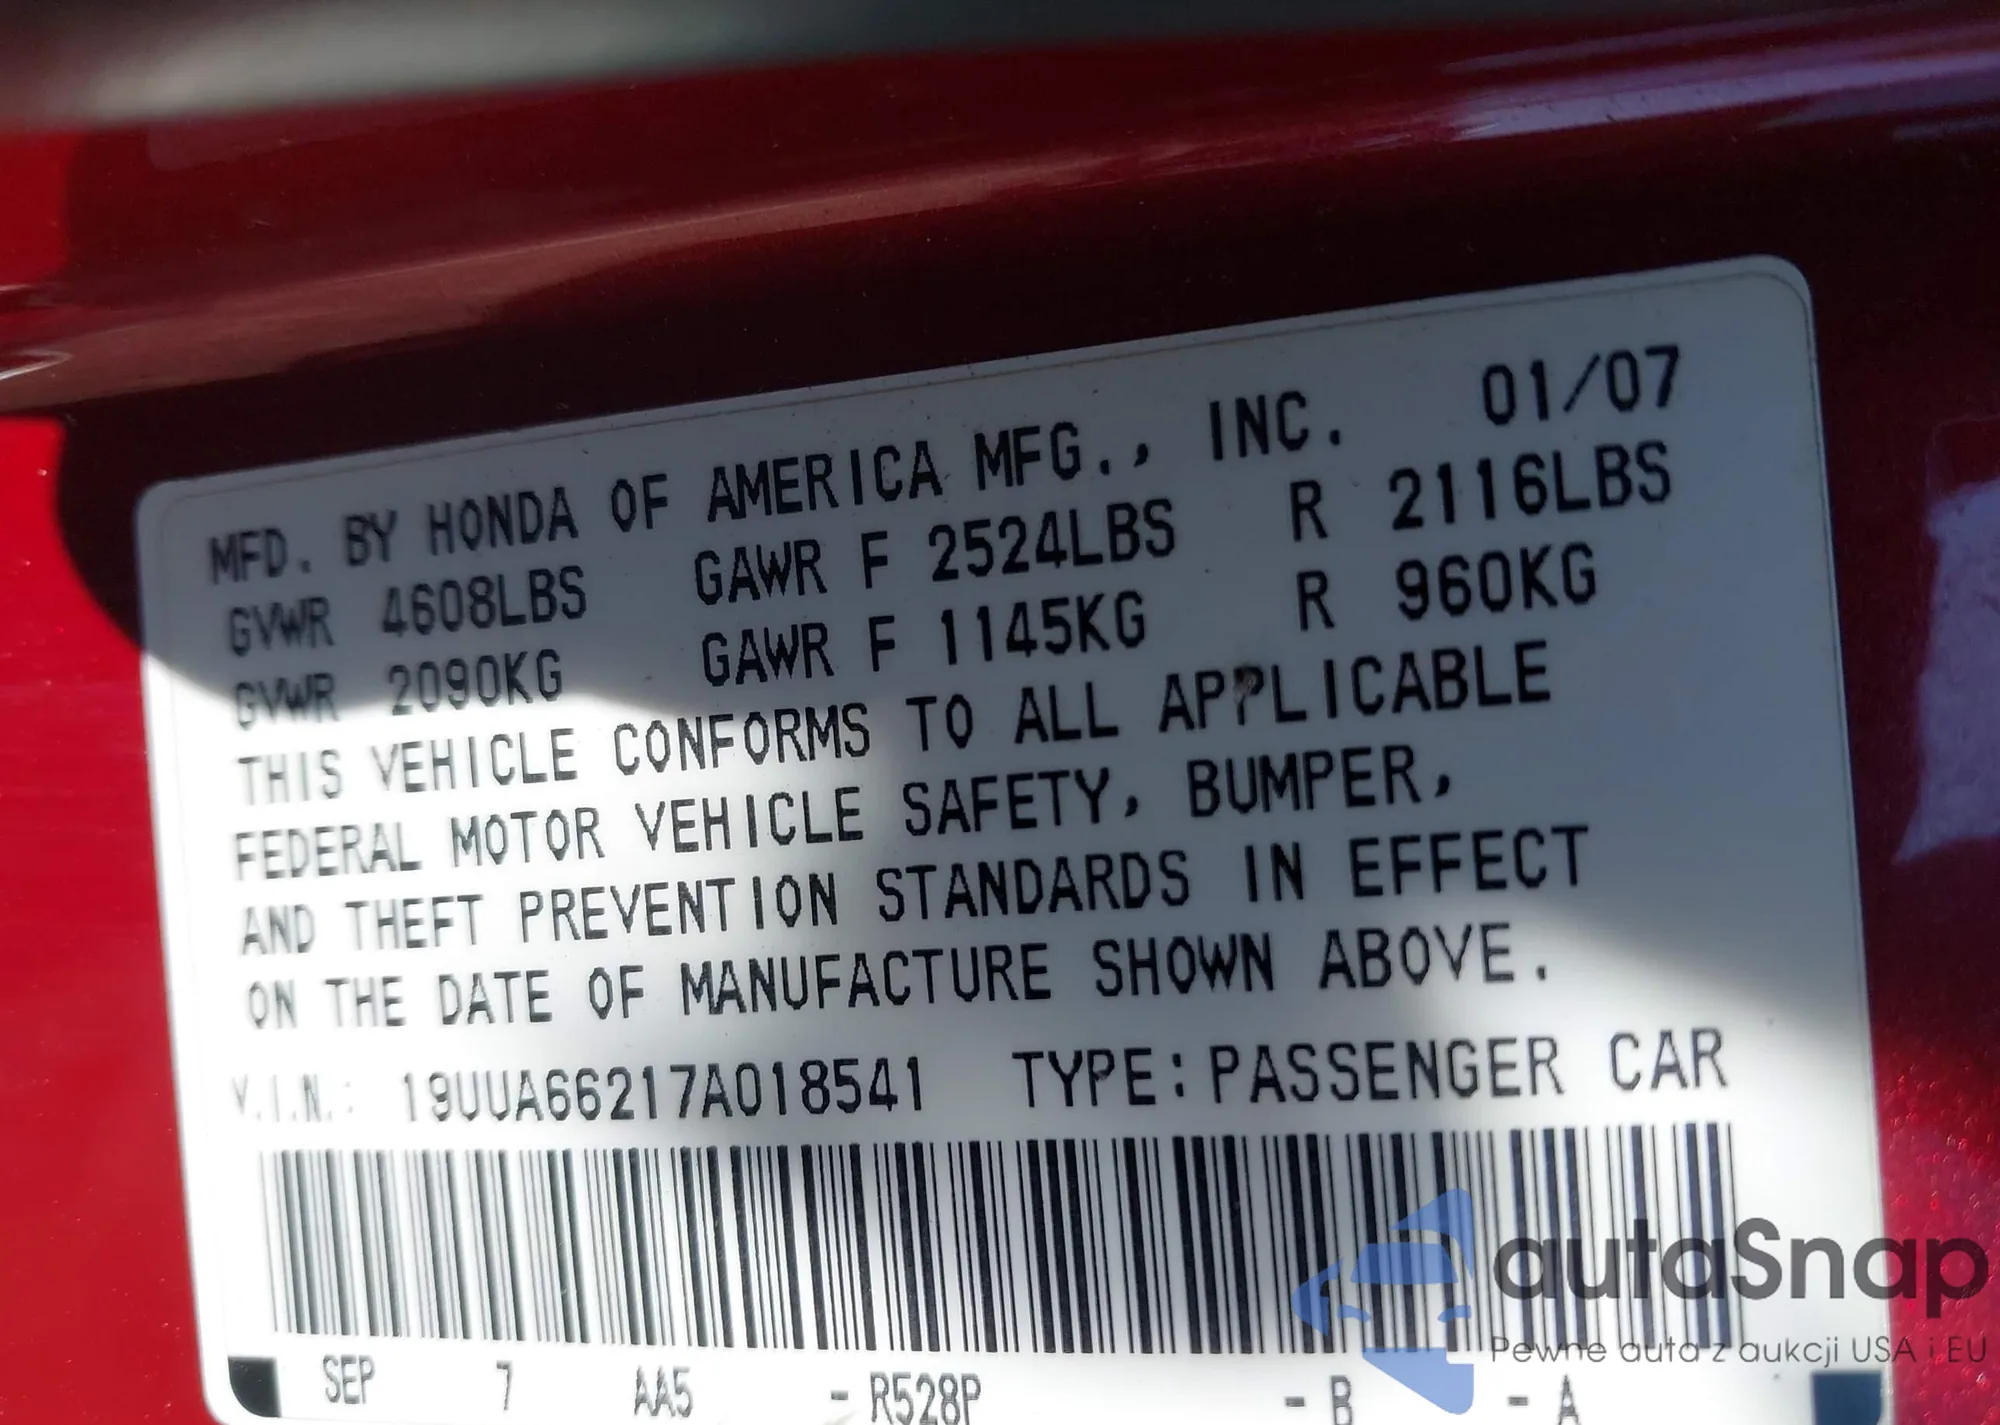 MFD. BY HONDA OF AMERICA MFG., INC. 01/07
GVWR 4608LBS GAWR F 2524LBS R 2116LBS
GVWR 2090KG GAWR F 1145KG R 960KG
THIS VEHICLE CONFORMS TO ALL APPLICABLE
FEDERAL MOTOR VEHICLE SAFETY, BUMPER,
AND THEFT PREVENTION STANDARDS IN EFFECT
ON THE DATE OF MANUFACTURE SHOWN ABOVE.
V.I.N.: 19UUA66217A018541 TYPE:PASSENGER CAR
SEP 7 AA5 - R528P - B - A
autaSnap
Pewne auta z aukcji USA i EU